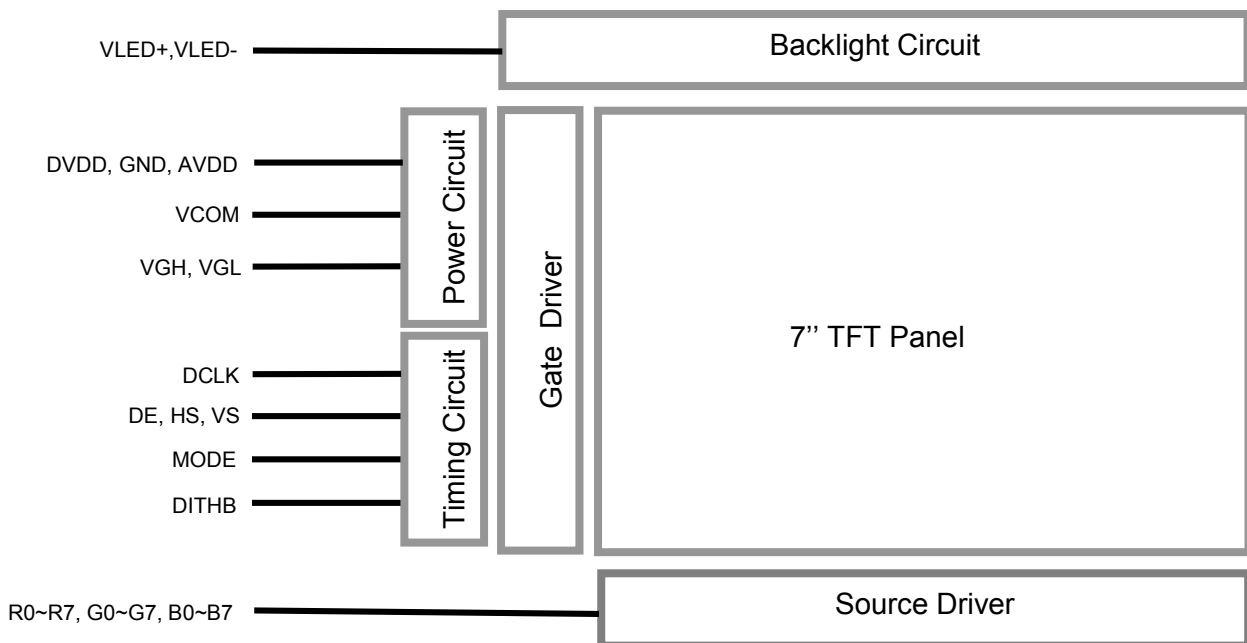 VLED+,VLED-
Backlight Circuit
DVDD, GND, AVDD
VCOM
VGH, VGL
Power Circuit
DCLK
DE, HS, VS
MODE
DITHB
Timing Circuit
Gate Driver
7’’ TFT Panel
R0~R7, G0~G7, B0~B7
Source Driver